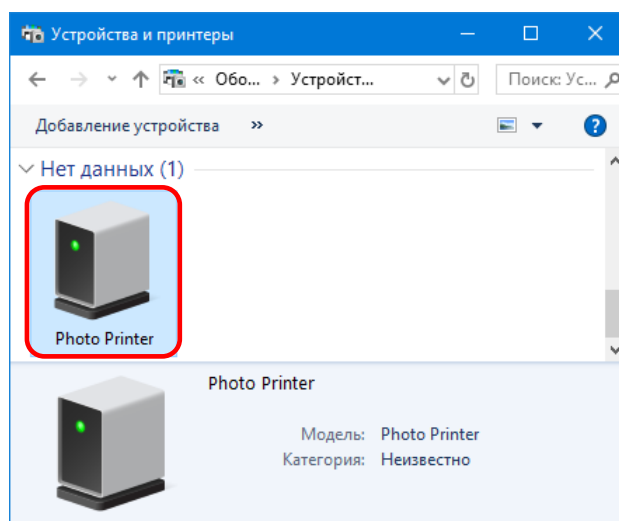 Устройства и принтеры
« Обо... › Устройст...
Поиск: Ус...
Добавление устройства »
Нет данных (1)
Photo Printer
Photo Printer
Модель: Photo Printer
Категория: Неизвестно